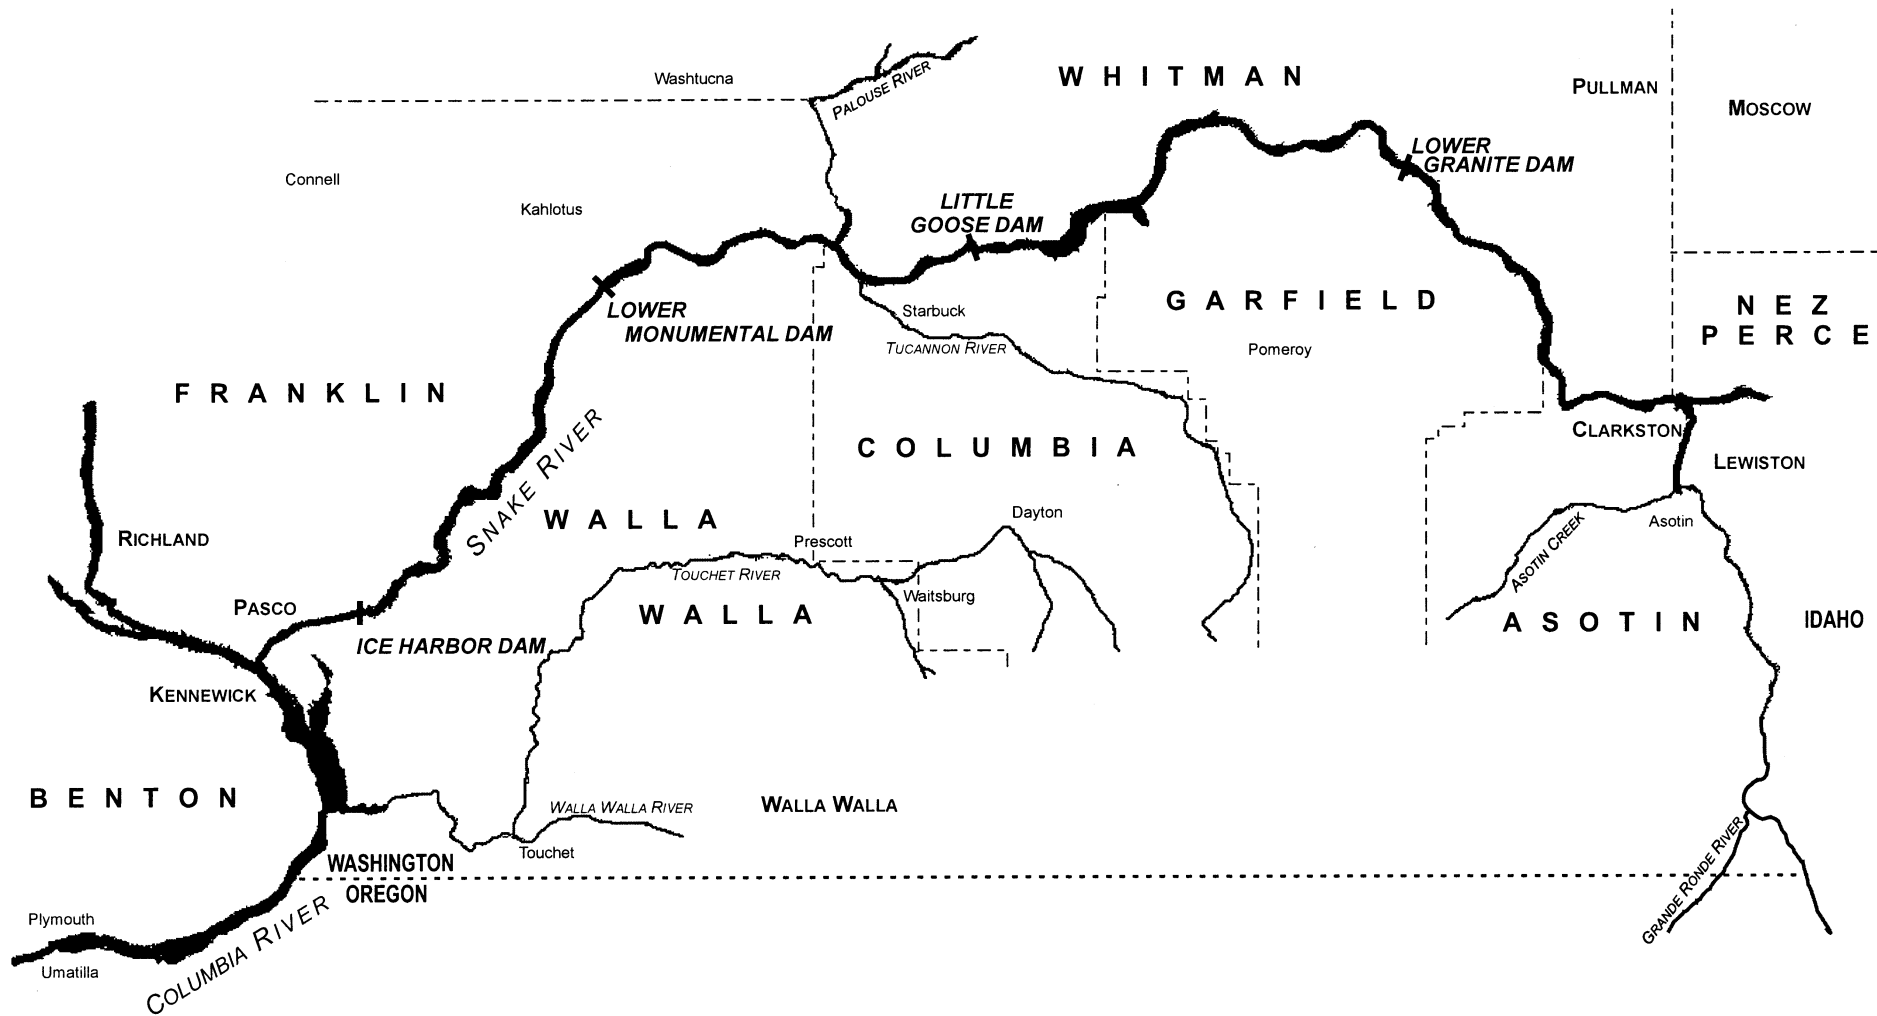 WHITMAN
Washtucna
PALOUSE RIVER
PULLMAN
MOSCOW
LOWER
GRANITE DAM
Connell
Kahlotus
LITTLE
GOOSE DAM
LOWER
MONUMENTAL DAM
Starbuck
TUCANNON RIVER
GARFIELD
Pomeroy
NEZ
PERCE
FRANKLIN
SNAKE RIVER
COLUMBIA
CLARKSTON
LEWISTON
RICHLAND
WALLA
Prescott
Dayton
Asotin
ASOTIN CREEK
TOUCHET RIVER
Waitsburg
PASCO
WALLA
ASOTIN
IDAHO
ICE HARBOR DAM
KENNEWICK
BENTON
WALLA WALLA RIVER
WALLA WALLA
Touchet
WASHINGTON
OREGON
GRANDE RONDE RIVER
Plymouth
Umatilla
COLUMBIA RIVER